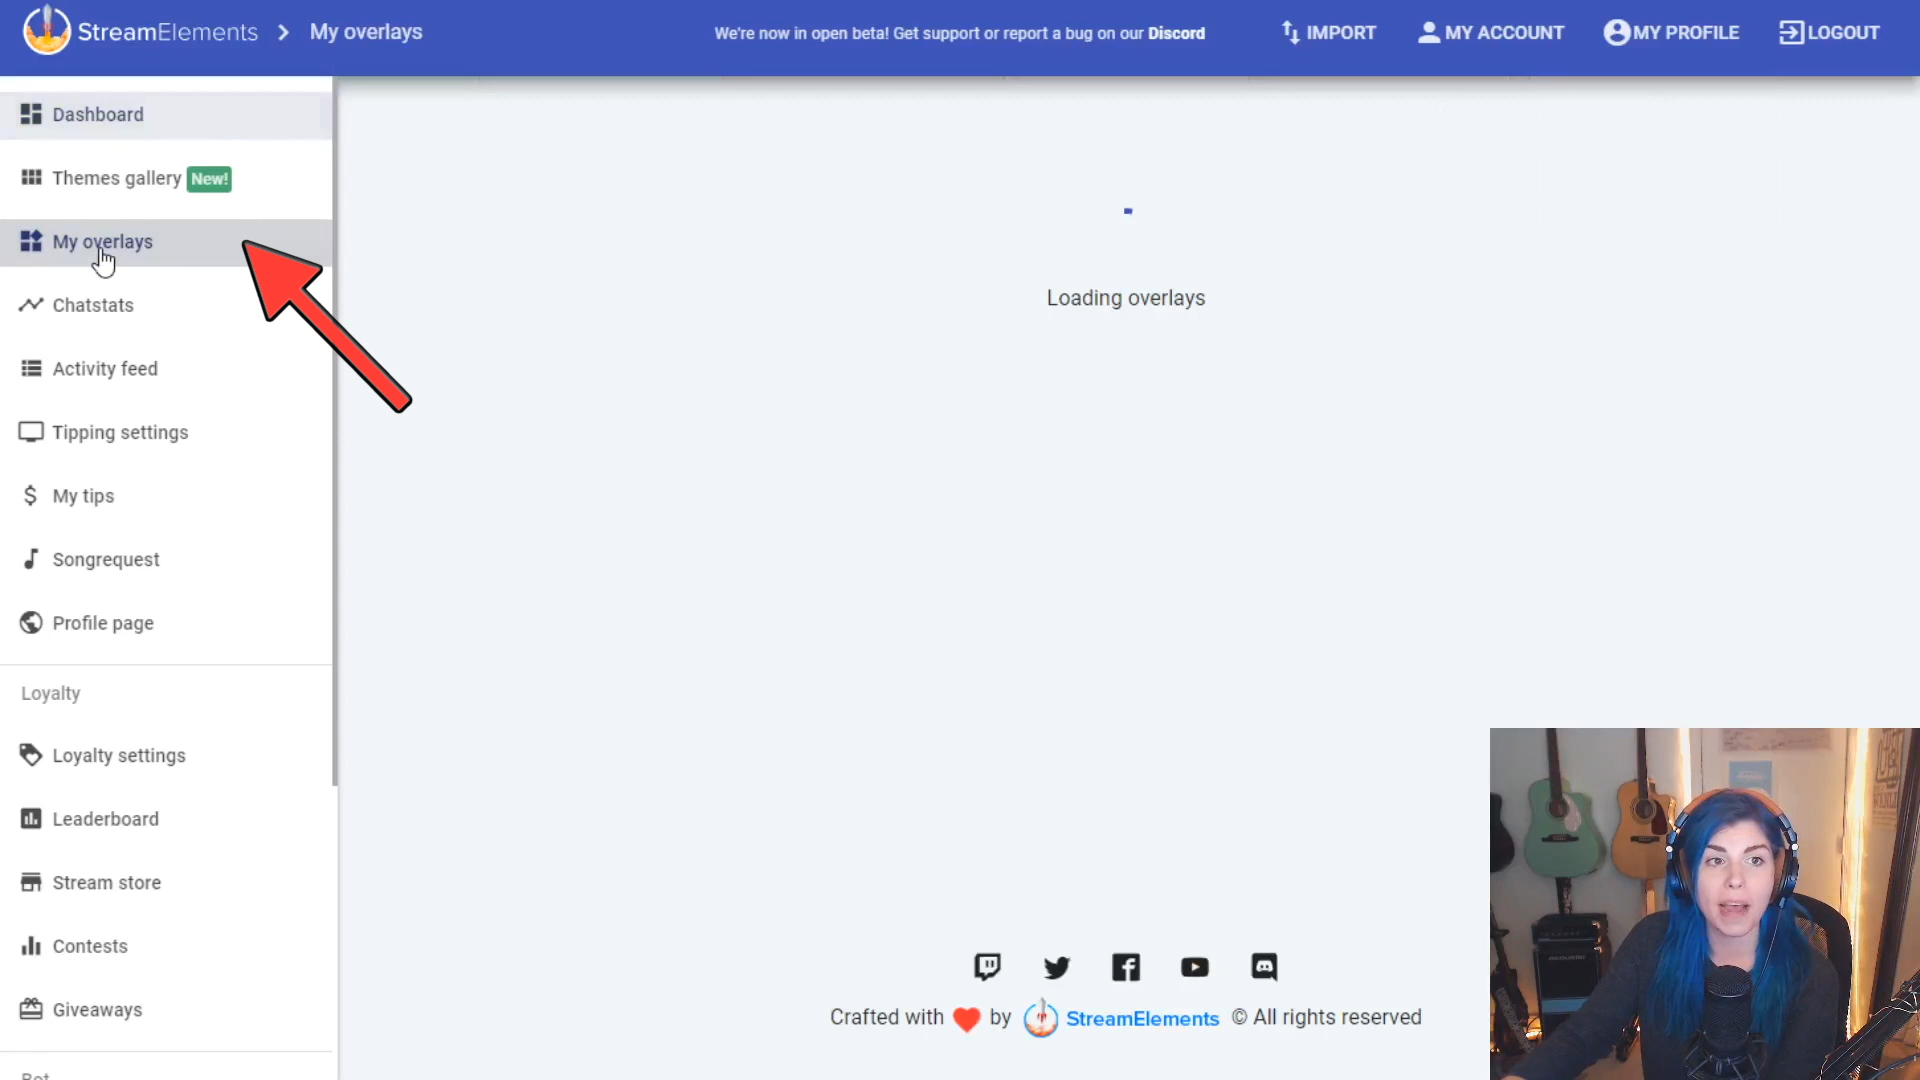 StreamElements > My overlays
We're now in open beta! Get support or report a bug on our Discord
IMPORT
MY ACCOUNT
MY PROFILE
LOGOUT
Dashboard
Themes gallery New!
My overlays
Chatstats
Activity feed
Tipping settings
My tips
Songrequest
Profile page
Loyalty
Loyalty settings
Leaderboard
Stream store
Contests
Giveaways
Loading overlays
Crafted with ❤ by StreamElements © All rights reserved